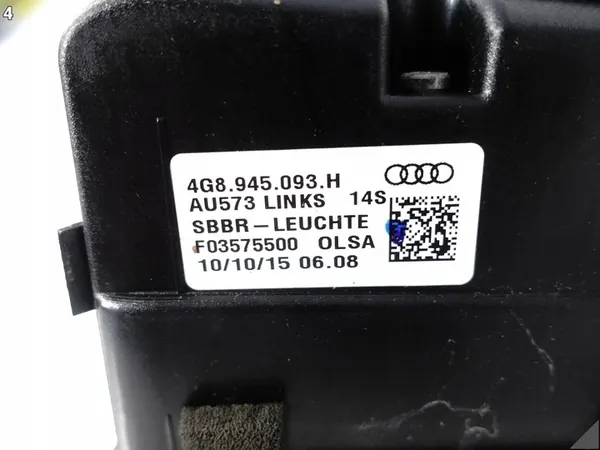 4
4G8.945.093.H
AU573 LINKS 14S
SBBR-LEUCHTE
F03575500 OLSA
10/10/15 06.08